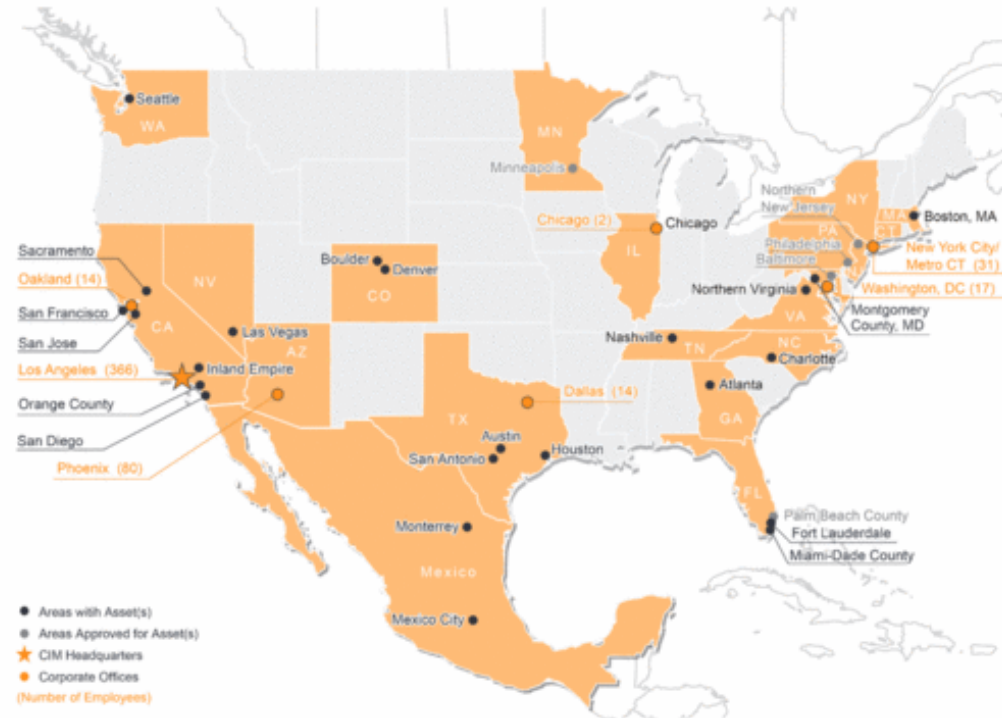 Seattle
WA
MN
Minneapolis
Northern
New Jersey
NY
MA
Boston, MA
Chicago (2)
Chicago
PA
CT
Philadelphia
Baltimore
New York City/
Metro CT (31)
Sacramento
Oakland (14)
San Francisco
San Jose
Los Angeles (366)
Orange County
San Diego
Phoenix (80)
NV
CA
Las Vegas
Inland Empire
AZ
Boulder
Denver
CO
IL
Northern Virginia
Washington, DC (17)
VA
Montgomery
County, MD
Nashville
TN
NC
Charlotte
Dallas (14)
Atlanta
GA
TX
Austin
San Antonio
Houston
FL
Palm Beach County
Fort Lauderdale
Miami-Dade County
Monterrey
Mexico
Mexico City
Areas witih Asset(s)
Areas Approved for Asset(s)
CIM Headquarters
Corporate Offices
(Number of Employees)